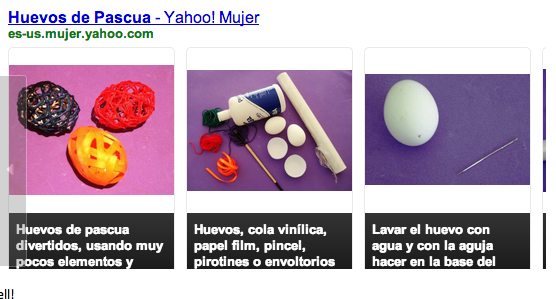 Huevos de Pascua - Yahoo! Mujer
es-us.mujer.yahoo.com
Huevos de pascua
divertidos, usando muy
pocos elementos y
Huevos, cola vinílica,
papel film, pincel,
pirotines o envoltorios
Lavar el huevo con
agua y con la aguja
hacer en la base del
ell!